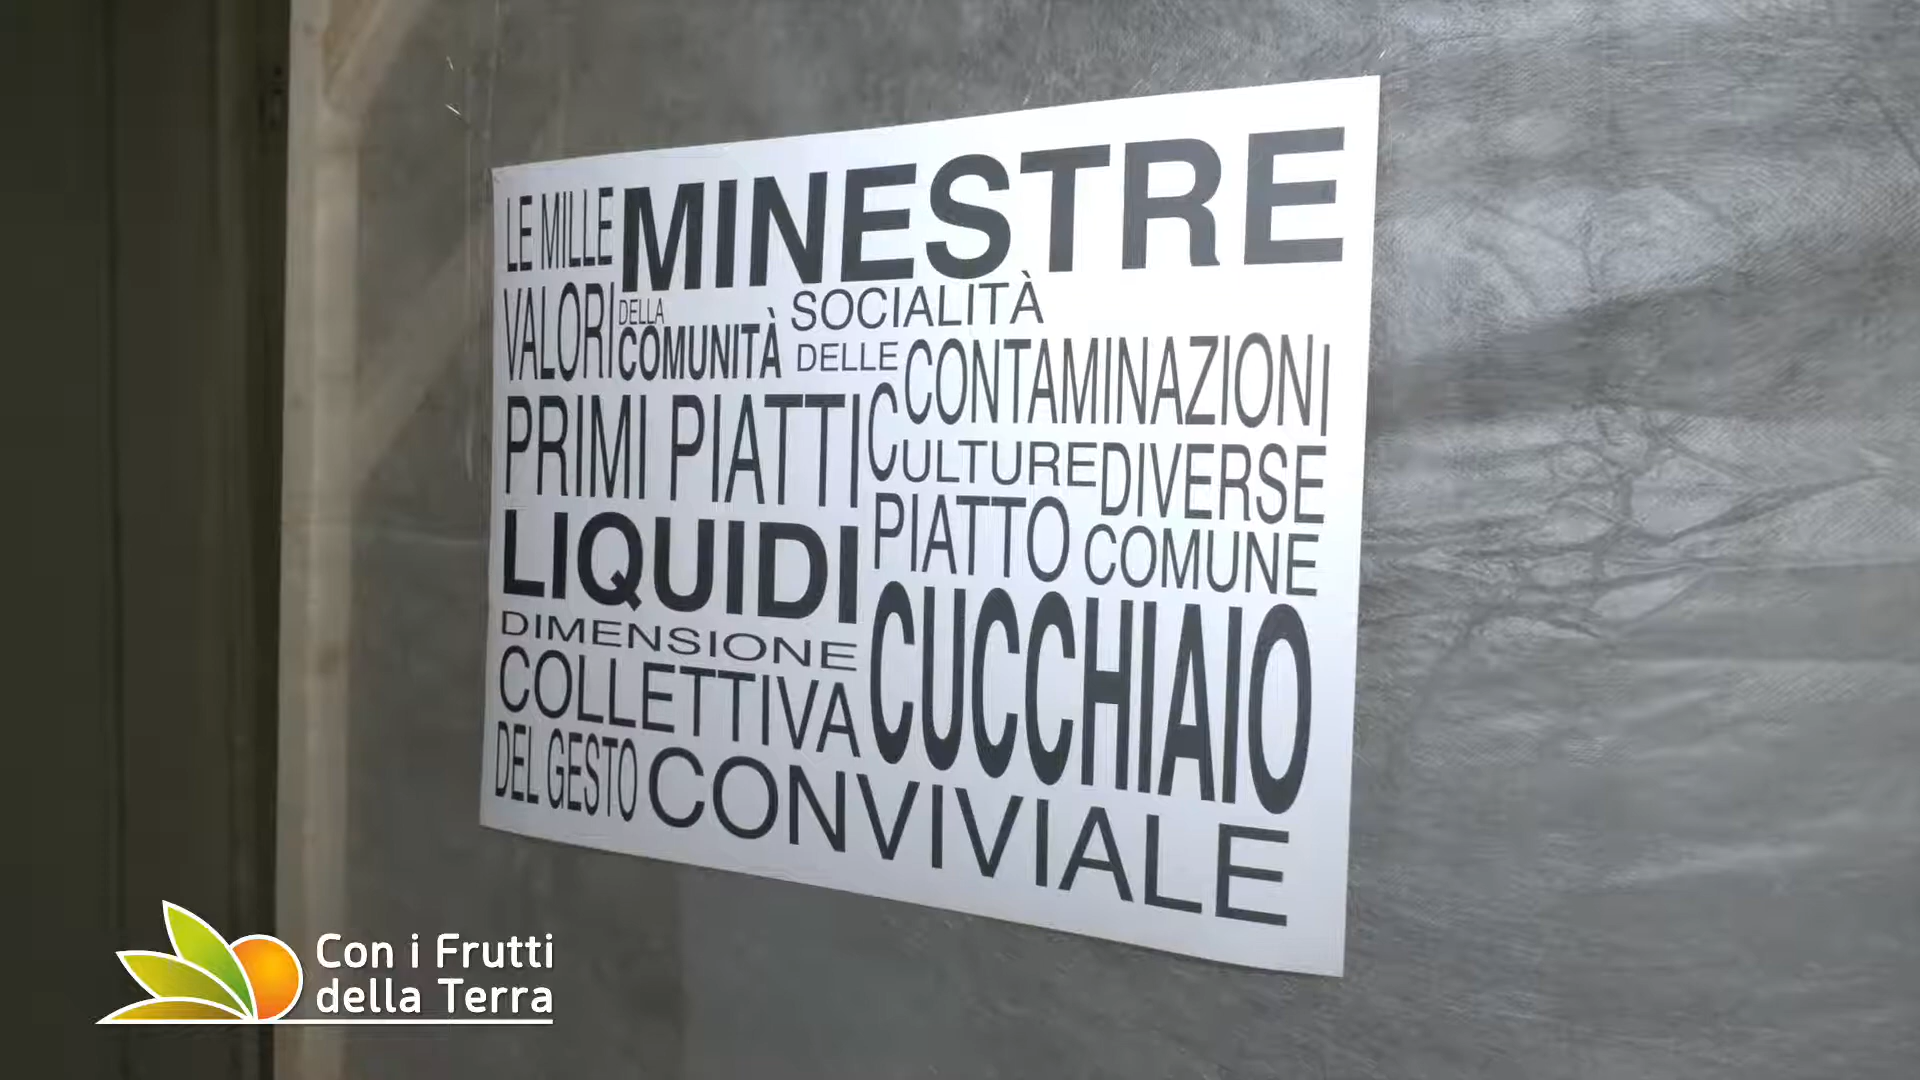 LE MILLE MINESTRE
VALORI DELLA COMUNITÀ
SOCIALITÀ
DELLE CONTAMINAZIONI
PRIMI PIATTI
CULTURE DIVERSE
LIQUIDI
PIATTO COMUNE
DIMENSIONE
COLLETTIVA
CUCCHIAIO
DEL GESTO CONVIVIALE
Con i Frutti
della Terra